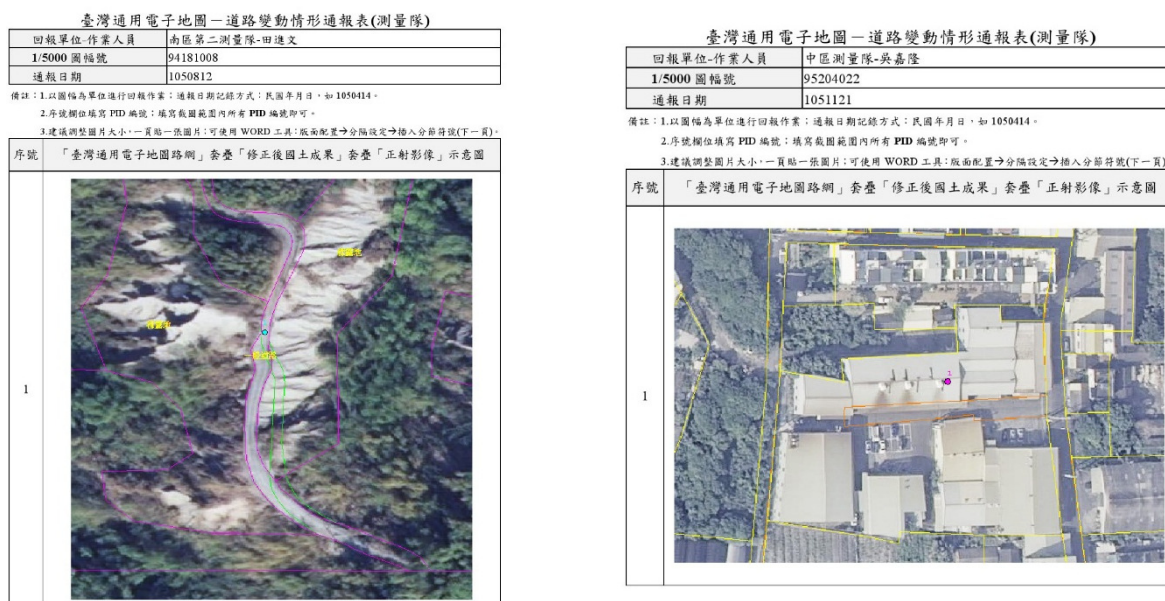 臺灣通用電子地圖－道路變動情形通報表(測量隊)
回報單位-作業人員 南區第二測量隊-田進文
1/5000 圖幅號 94181008
通報日期 1050812
備註：1.以圖幅為單位進行回報作業；通報日期記錄方式：民國年月日，如 1050414。
2.序號欄位填寫 PID 編號；填寫截圖範圍內所有 PID 編號即可。
3.建議調整圖片大小，一頁貼一張圖片；可使用 WORD 工具：版面配置→分隔設定→插入分節符號(下一頁)。
序號 「臺灣通用電子地圖路網」套疊「修正後國土成果」套疊「正射影像」示意圖
1
裸露地
裸露地
臺灣通用電子地圖－道路變動情形通報表(測量隊)
回報單位-作業人員 中區測量隊-吳嘉隆
1/5000 圖幅號 95204022
通報日期 1051121
備註：1.以圖幅為單位進行回報作業；通報日期記錄方式：民國年月日，如 1050414。
2.序號欄位填寫 PID 編號；填寫截圖範圍內所有 PID 編號即可。
3.建議調整圖片大小，一頁貼一張圖片；可使用 WORD 工具：版面配置→分隔設定→插入分節符號(下一頁)
序號 「臺灣通用電子地圖路網」套疊「修正後國土成果」套疊「正射影像」示意圖
1
1